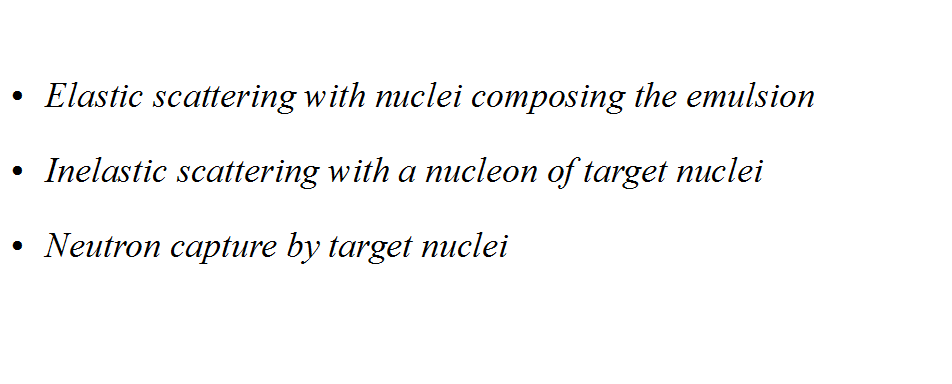 • Elastic scattering with nuclei composing the emulsion
• Inelastic scattering with a nucleon of target nuclei
• Neutron capture by target nuclei